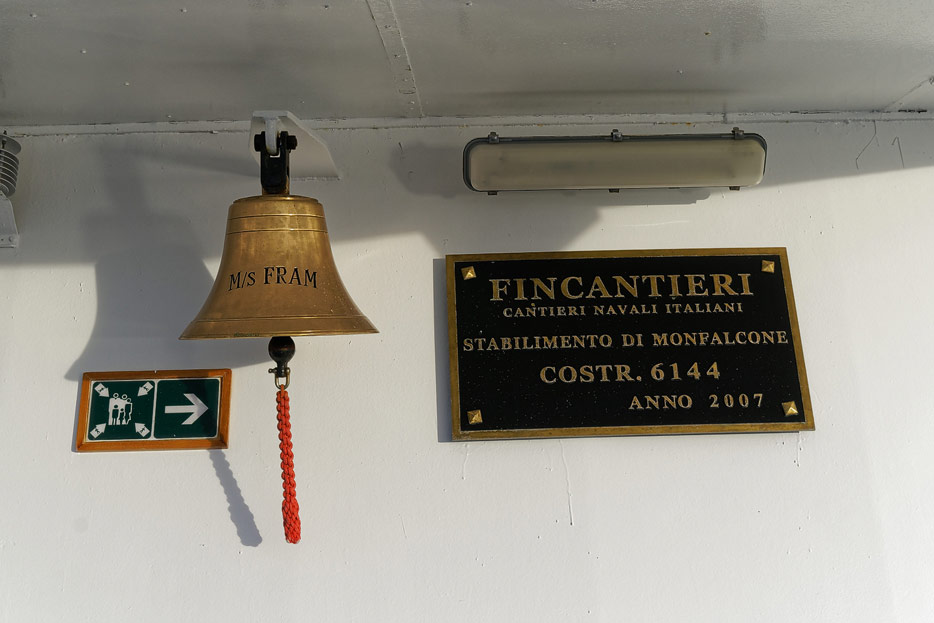 M/S FRAM
FINCANTIERI
CANTIERI NAVALI ITALIANI
STABILIMENTO DI MONFALCONE
COSTR. 6144
ANNO 2007